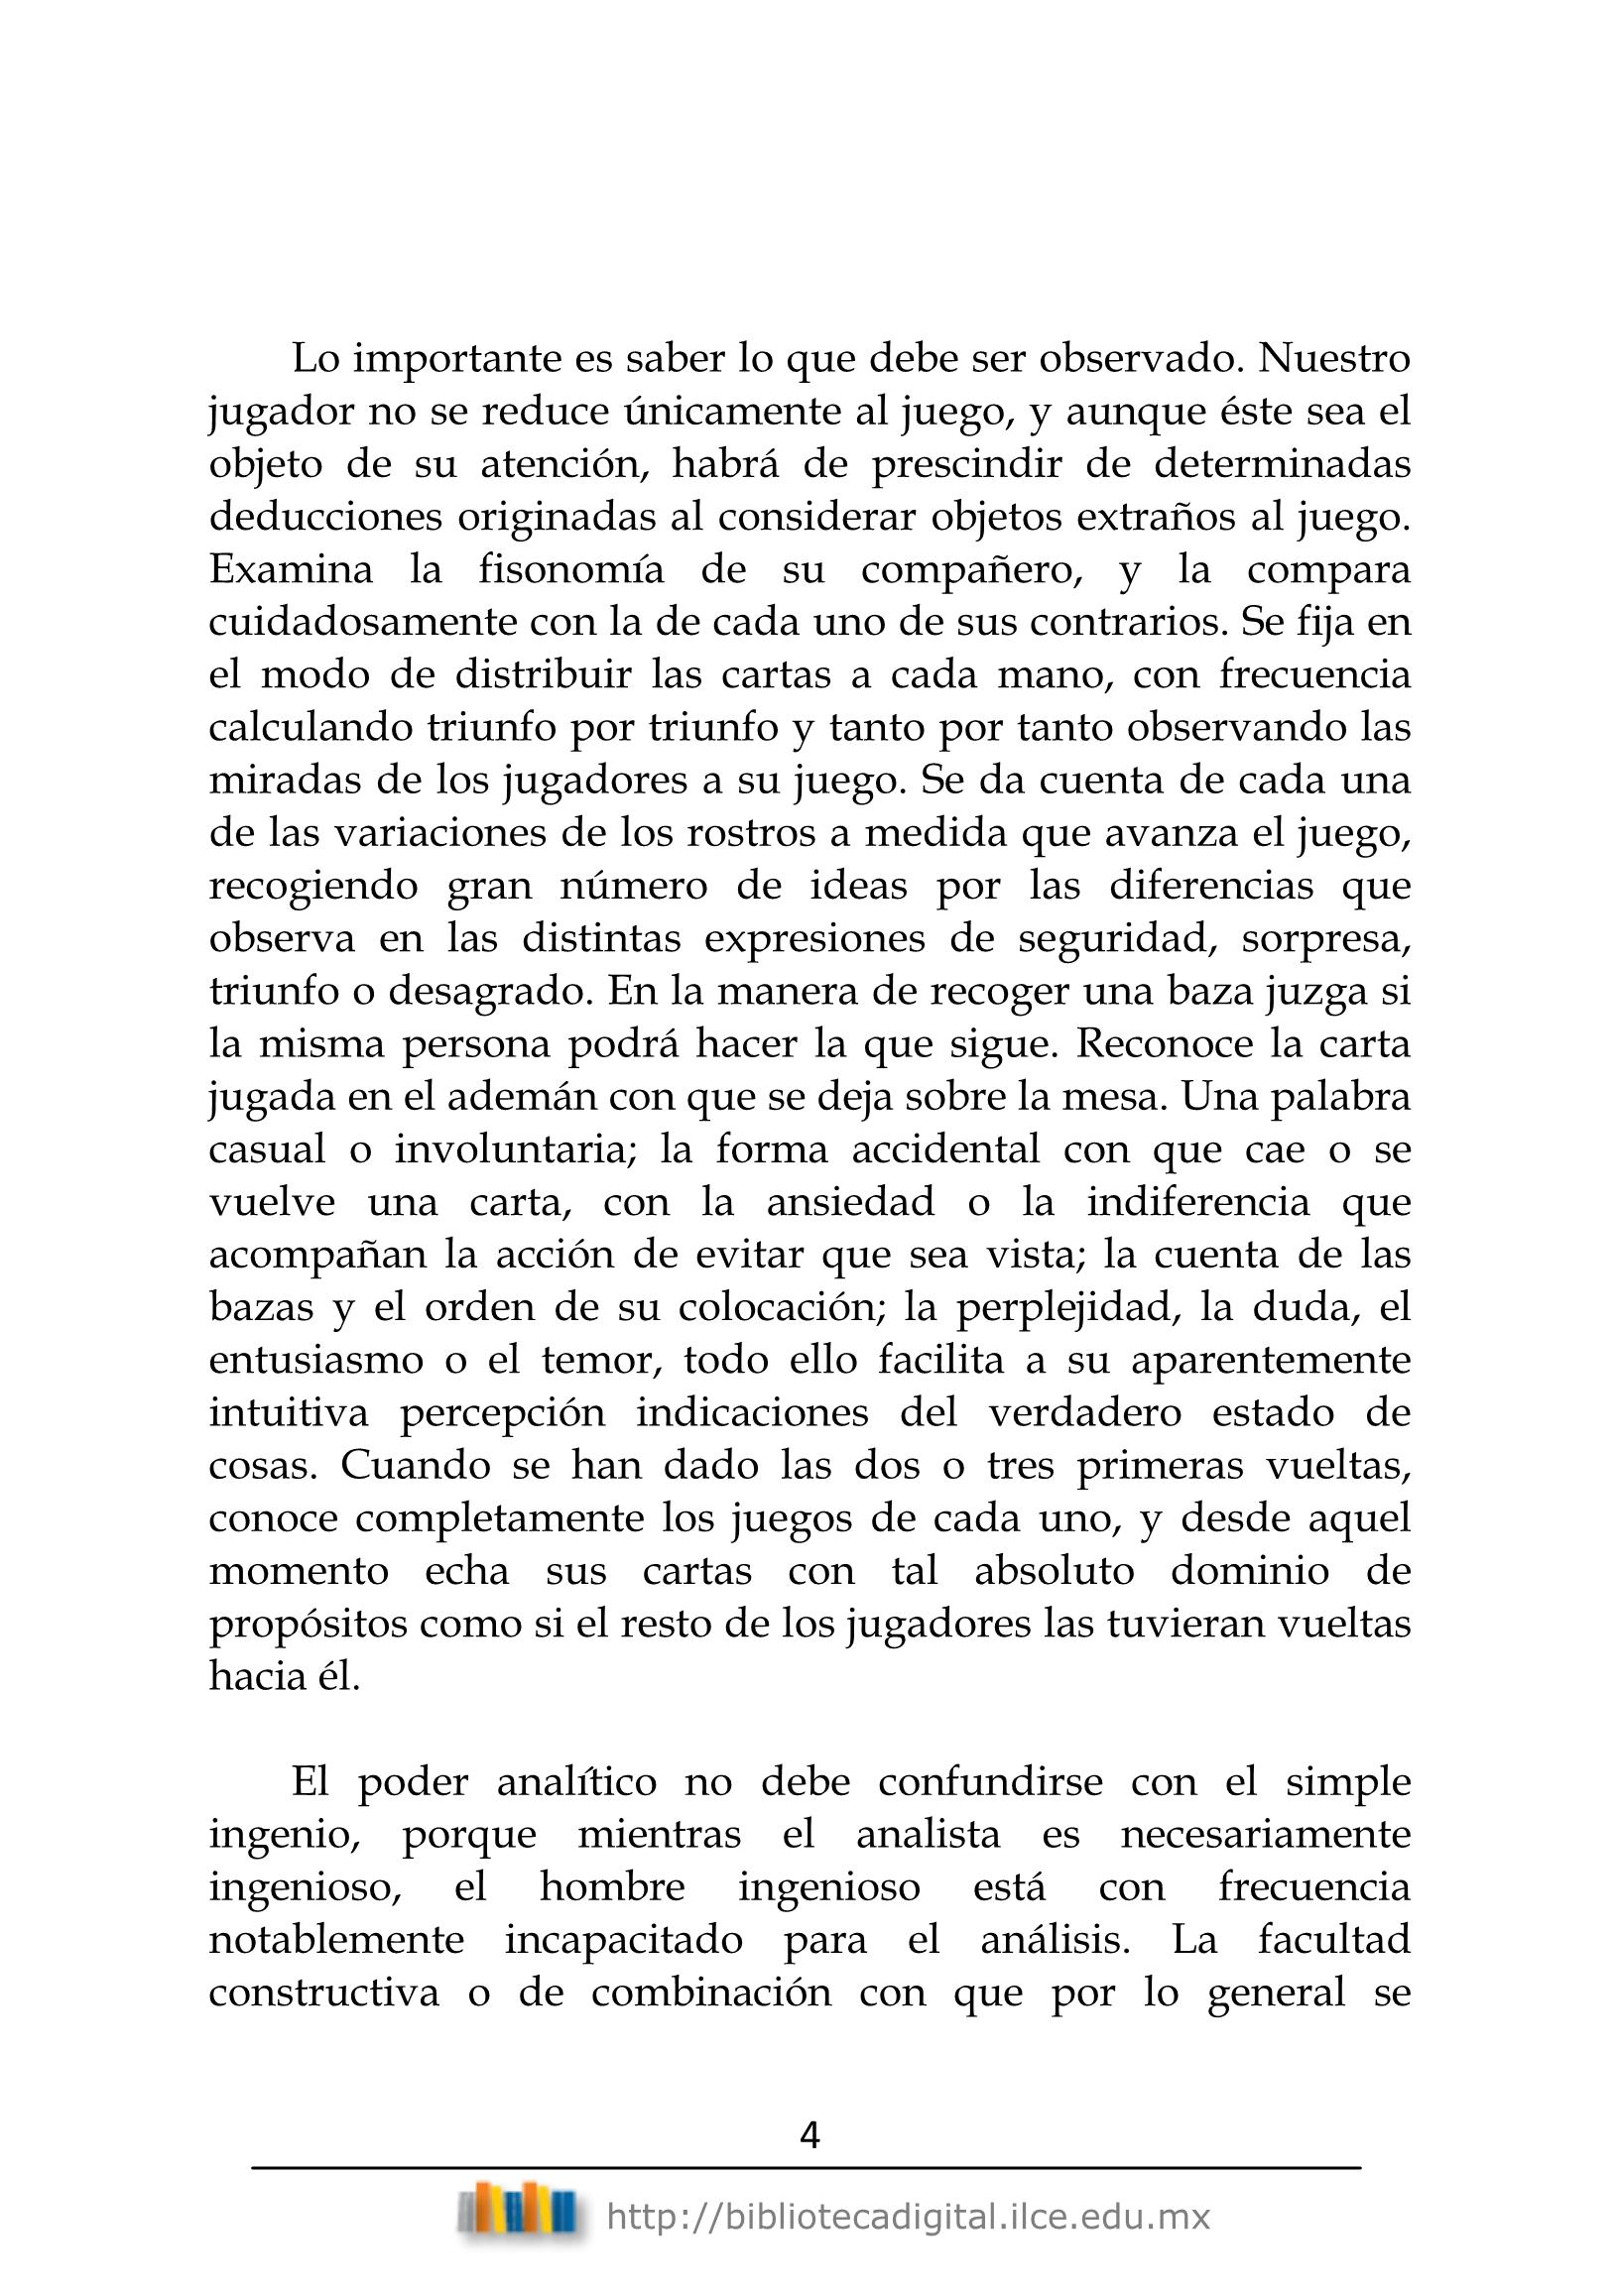 Lo importante es saber lo que debe ser observado. Nuestro
jugador no se reduce únicamente al juego, y aunque éste sea el
objeto de su atención, habrá de prescindir de determinadas
deducciones originadas al considerar objetos extraños al juego.
Examina la fisonomía de su compañero, y la compara
cuidadosamente con la de cada uno de sus contrarios. Se fija en
el modo de distribuir las cartas a cada mano, con frecuencia
calculando triunfo por triunfo y tanto por tanto observando las
miradas de los jugadores a su juego. Se da cuenta de cada una
de las variaciones de los rostros a medida que avanza el juego,
recogiendo gran número de ideas por las diferencias que
observa en las distintas expresiones de seguridad, sorpresa,
triunfo o desagrado. En la manera de recoger una baza juzga si
la misma persona podrá hacer la que sigue. Reconoce la carta
jugada en el ademán con que se deja sobre la mesa. Una palabra
casual o involuntaria; la forma accidental con que cae o se
vuelve una carta, con la ansiedad o la indiferencia que
acompañan la acción de evitar que sea vista; la cuenta de las
bazas y el orden de su colocación; la perplejidad, la duda, el
entusiasmo o el temor, todo ello facilita a su aparentemente
intuitiva percepción indicaciones del verdadero estado de
cosas. Cuando se han dado las dos o tres primeras vueltas,
conoce completamente los juegos de cada uno, y desde aquel
momento echa sus cartas con tal absoluto dominio de
propósitos como si el resto de los jugadores las tuvieran vueltas
hacia él.
El poder analítico no debe confundirse con el simple
ingenio, porque mientras el analista es necesariamente
ingenioso, el hombre ingenioso está con frecuencia
notablemente incapacitado para el análisis. La facultad
constructiva o de combinación con que por lo general se
4
http://bibliotecadigital.ilce.edu.mx